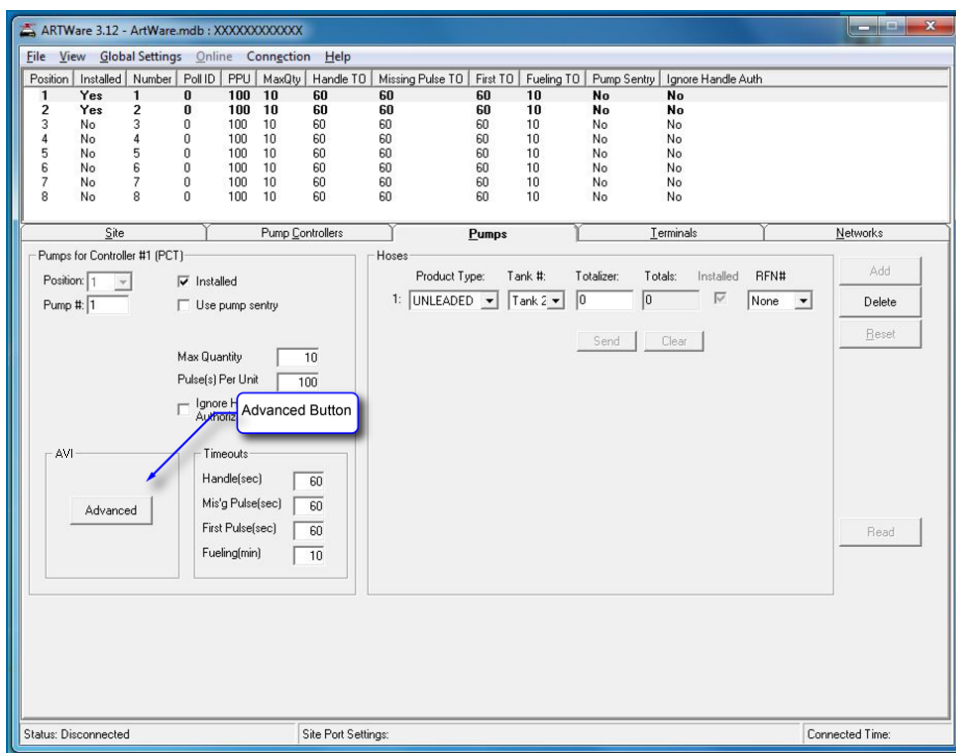 ARTWare 3.12 - ArtWare.mdb : XXXXXXXXXXXX
File View Global Settings Online Connection Help
Position Installed Number Poll ID PPU MaxQty Handle TO Missing Pulse TO First TO Fueling TO Pump Sentry Ignore Handle Auth
1 Yes 1 0 100 10 60 60 60 10 No No
2 Yes 2 0 100 10 60 60 60 10 No No
3 No 3 0 100 10 60 60 60 10 No No
4 No 4 0 100 10 60 60 60 10 No No
5 No 5 0 100 10 60 60 60 10 No No
6 No 6 0 100 10 60 60 60 10 No No
7 No 7 0 100 10 60 60 60 10 No No
8 No 8 0 100 10 60 60 60 10 No No
Site Pump Controllers Pumps Terminals Networks
Pumps for Controller #1 (PCT)
Position: 1 Installed
Pump #: 1 Use pump sentry
Max Quantity 10
Pulse(s) Per Unit 100
Ignore
Advanced Button
AVI
Advanced
Timeouts
Handle(sec) 60
Mis'g Pulse(sec) 60
First Pulse(sec) 60
Fueling(min) 10
Hoses
Product Type: Tank #: Totalizer: Totals: Installed RFN#
1: UNLEADED Tank 2 0 0 None
Send Clear
Add
Delete
Reset
Read
Status: Disconnected Site Port Settings: Connected Time: